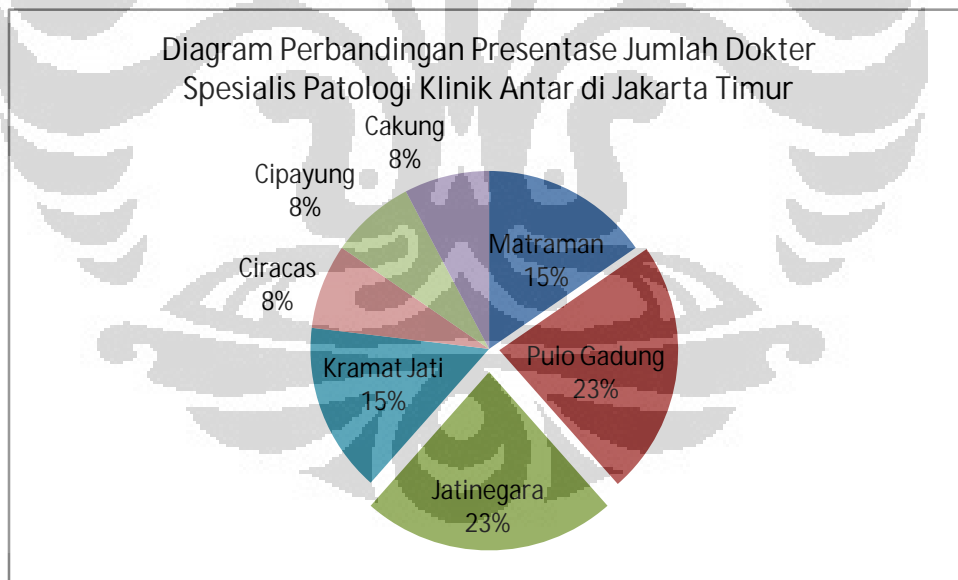 Diagram Perbandingan Presentase Jumlah Dokter
Spesialis Patologi Klinik Antar di Jakarta Timur
Cakung
8%
Cipayung
8%
Ciracas
8%
Kramat Jati
15%
Jatinegara
23%
Pulo Gadung
23%
Matraman
15%